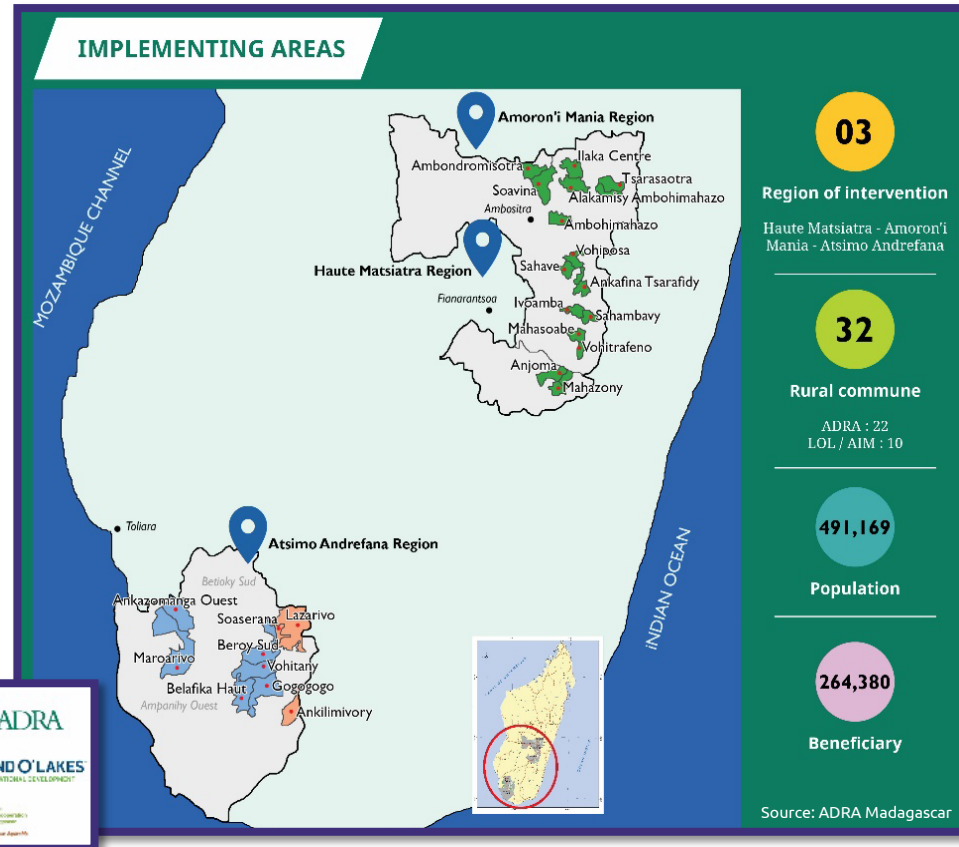 IMPLEMENTING AREAS
MOZAMBIQUE CHANNEL
Amoron'i Mania Region
Ambondromisotra
Ilaka Centre
Tsarasaotra
Soavina
Alakamisy Ambohimahazo
Ambositra
Ambohimahazo
Haute Matsiatra Region
Vohiposa
Sahave
Ankafina Tsarafidy
Fianarantsoa
Ivoamba
Sahambavy
Mahasoabe
Vohitrafeno
Anjoma
Mahazony
Toliara
Atsimo Andrefana Region
Betioky Sud
Ankazomanga Ouest
Soaserana
Lazarivo
Beroy Sud
Maroarivo
Vohitany
Belafika Haut
Gogogogo
Ampanihy Ouest
Ankilimivory
INDIAN OCEAN
03
Region of intervention
Haute Matsiatra - Amoron'i
Mania - Atsimo Andrefana
32
Rural commune
ADRA : 22
LOL / AIM : 10
491,169
Population
264,380
Beneficiary
Source: ADRA Madagascar
ADRA
O'LAKES